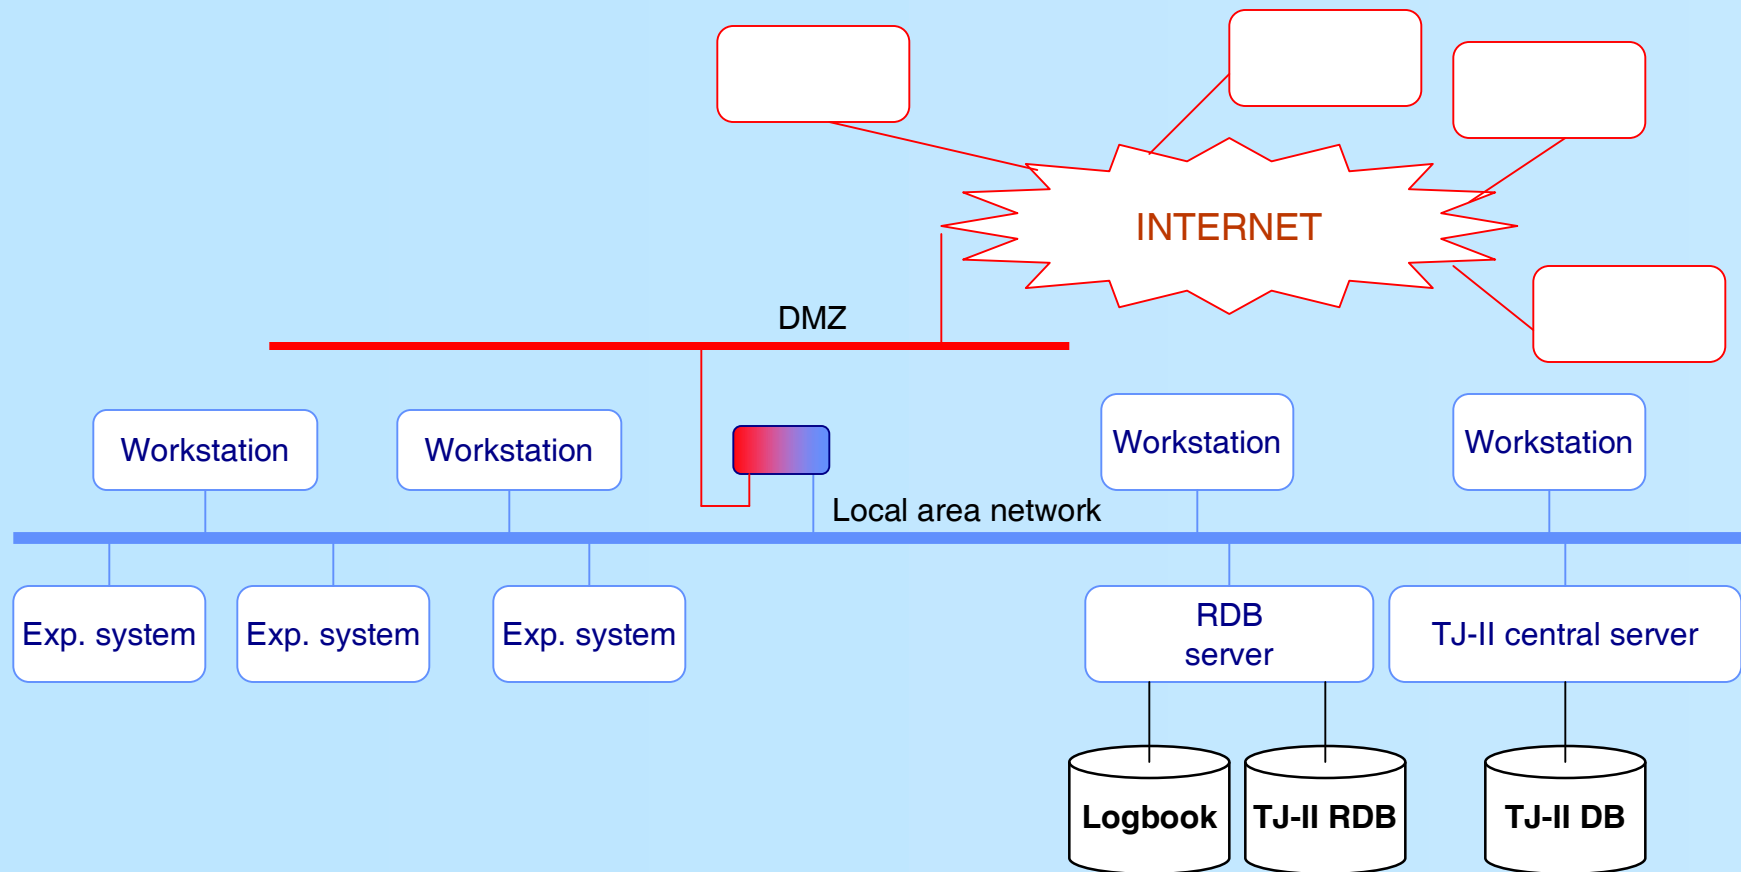 INTERNET
DMZ
Workstation
Workstation
Workstation
Workstation
Local area network
Exp. system
Exp. system
Exp. system
RDB
server
TJ-II central server
Logbook
TJ-II RDB
TJ-II DB